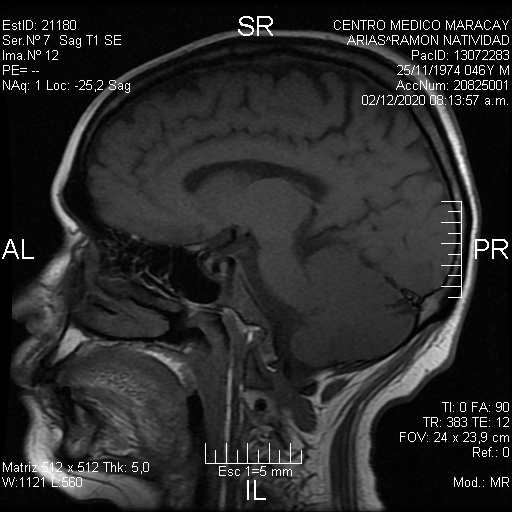 EstID: 21180
Ser.Nº 7 Sag T1 SE
Ima.Nº 12
PE= --
NAq: 1 Loc: -25,2 Sag
SR
CENTRO MEDICO MARACAY
ARIAS^RAMON NATIVIDAD
PacID: 13072283
25/11/1974 046Y M
AccNum: 20825001
02/12/2020 08:13:57 a.m.
AL
PR
Matriz 512 x 512 Thk: 5,0
W:1121 L:560
Esc 1=5 mm
IL
TI: 0 FA: 90
TR: 383 TE: 12
FOV: 24 x 23,9 cm
Ref.: 0
Mod.: MR